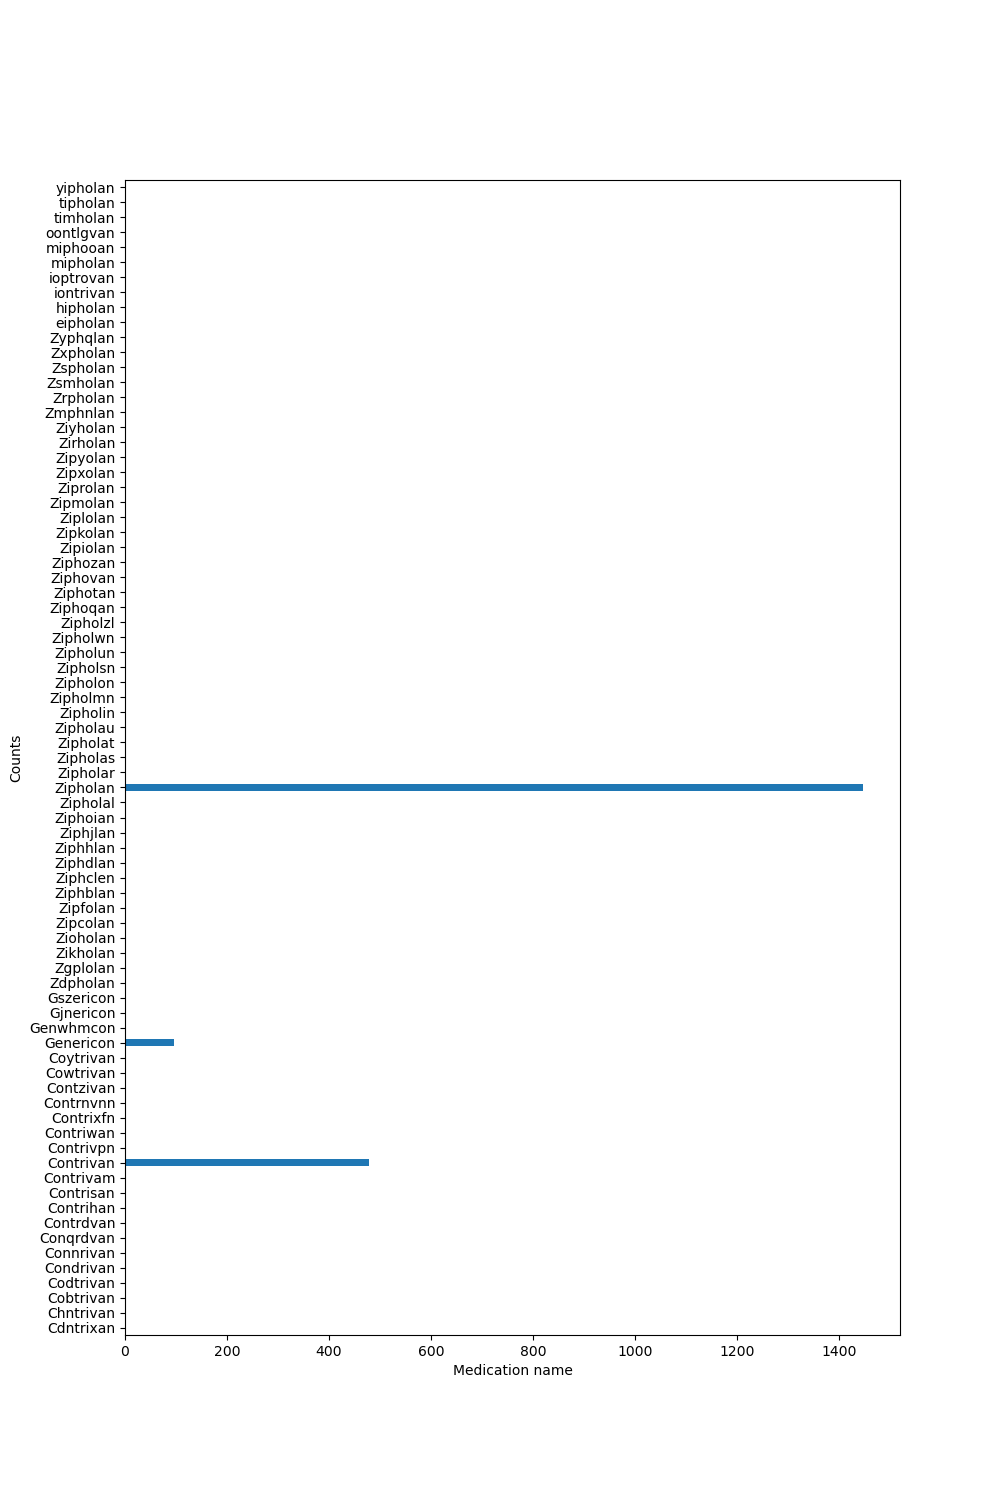 yipholan
tipholan
timholan
oontlgvan
miphooan
mipholan
ioptrovan
iontrivan
hipholan
eipholan
Zyphqlan
Zxpholan
Zspholan
Zsmholan
Zrpholan
Zmphnlan
Ziyholan
Zirholan
Zipyolan
Zipxolan
Ziprolan
Zipmolan
Ziplolan
Zipkolan
Zipiolan
Ziphozan
Ziphovan
Ziphotan
Ziphoqan
Zipholzl
Zipholwn
Zipholun
Zipholsn
Zipholon
Zipholmn
Zipholin
Zipholau
Zipholat
Zipholas
Zipholar
Zipholan
Zipholal
Ziphoian
Ziphjlan
Ziphhlan
Ziphdlan
Ziphclen
Ziphblan
Zipfolan
Zipcolan
Zioholan
Zikholan
Zgplolan
Zdpholan
Gszericon
Gjnericon
Genwhmcon
Genericon
Coytrivan
Cowtrivan
Contzivan
Contrnvnn
Contrixfn
Contriwan
Contrivpn
Contrivan
Contrivam
Contrisan
Contrihan
Contrdvan
Conqrdvan
Connrivan
Condrivan
Codtrivan
Cobtrivan
Chntrivan
Cdntrixan
Counts
0 200 400 600 800 1000 1200 1400
Medication name